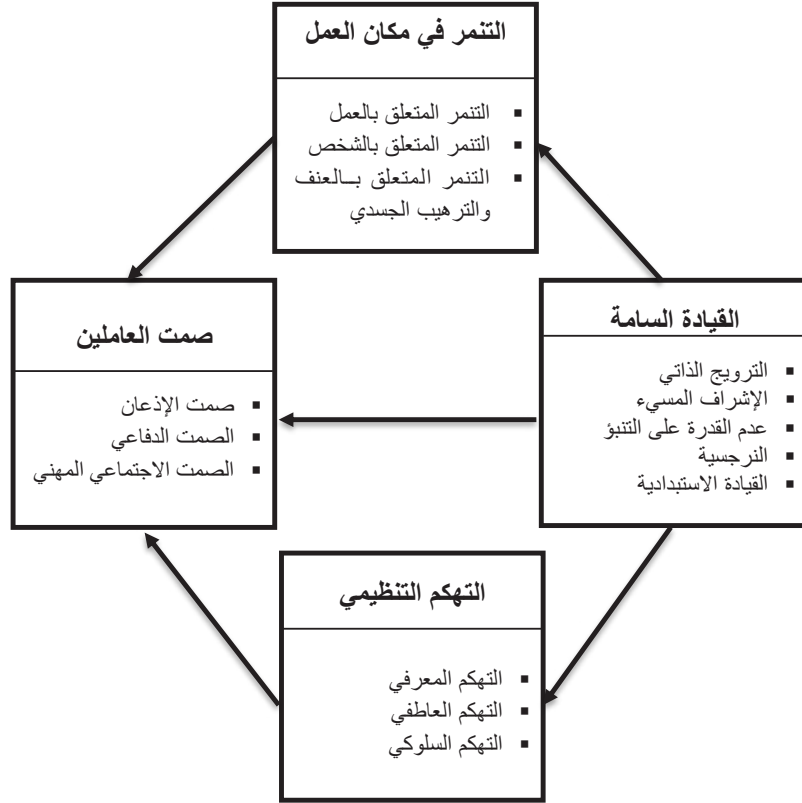 التنمر في مكان العمل
▪ التنمر المتعلق بالعمل
▪ التنمر المتعلق بالشخص
▪ التنمر المتعلق بـالعنف
والترهيب الجسدي
القيادة السامة
▪ الترويج الذاتي
▪ الإشراف المسيء
▪ عدم القدرة على التنبؤ
▪ النرجسية
▪ القيادة الاستبدادية
صمت العاملين
▪ صمت الإذعان
▪ الصمت الدفاعي
▪ الصمت الاجتماعي المهني
التهكم التنظيمي
▪ التهكم المعرفي
▪ التهكم العاطفي
▪ التهكم السلوكي